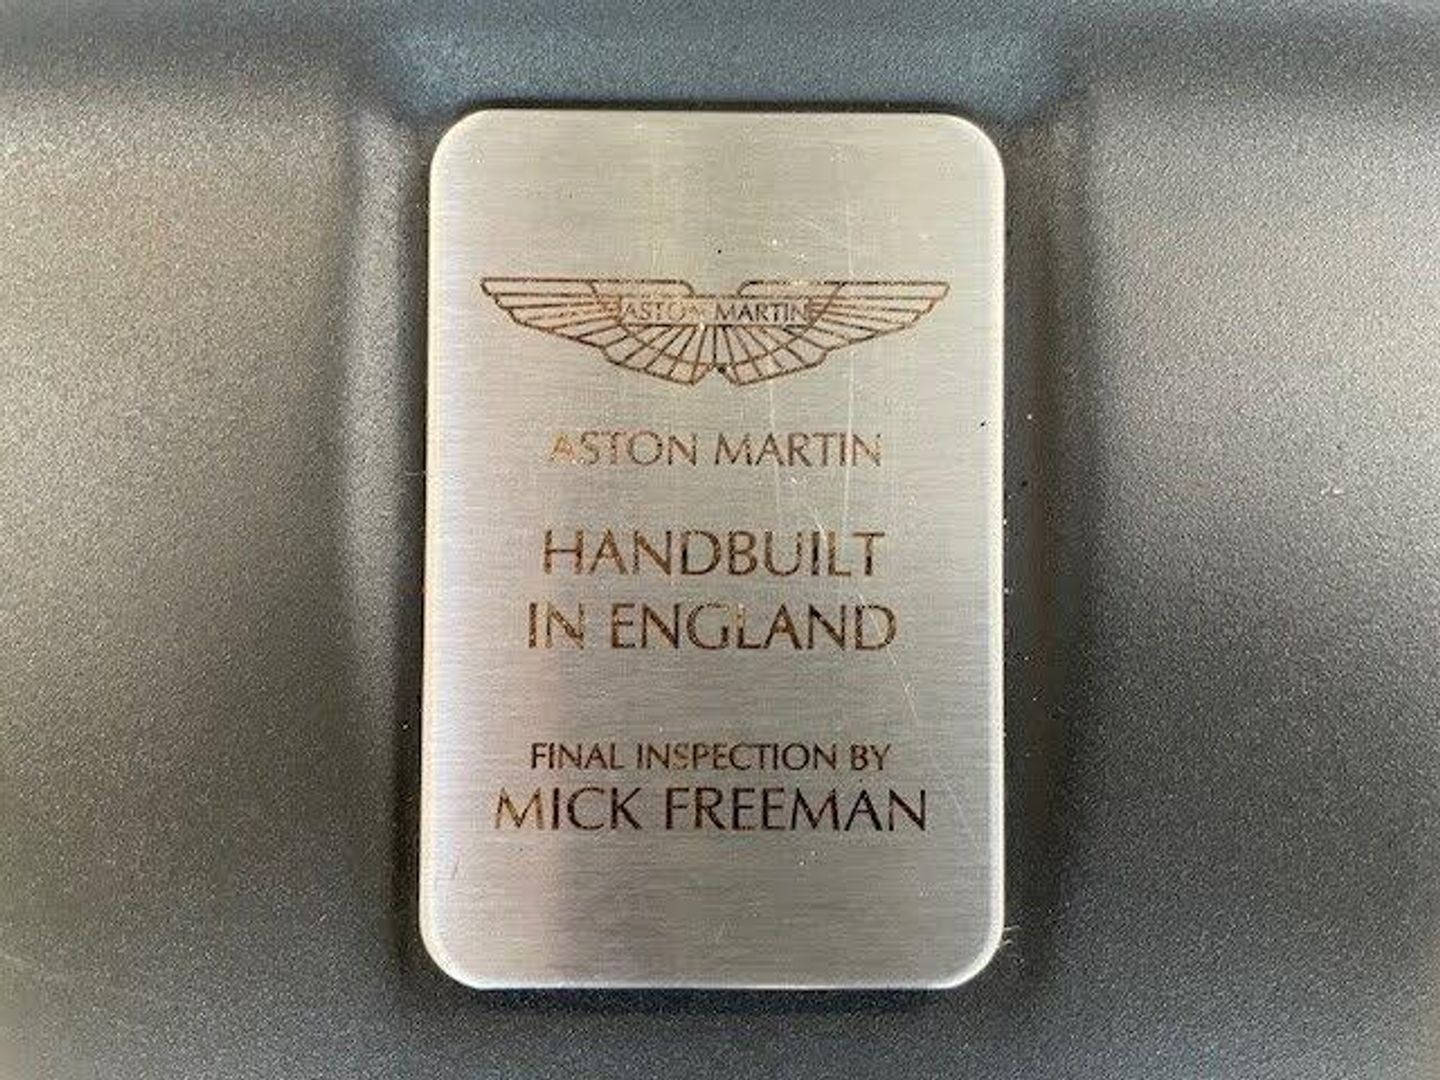 ASTON MARTIN
ASTON MARTIN
HANDBUILT
IN ENGLAND
FINAL INSPECTION BY
MICK FREEMAN